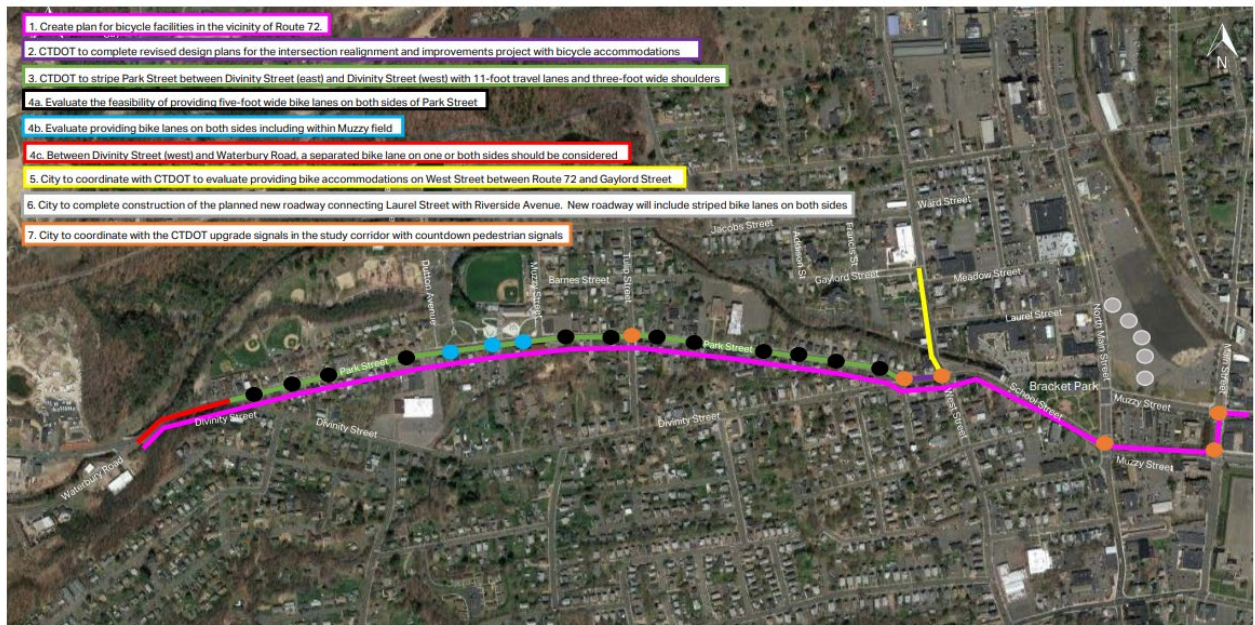 1. Create plan for bicycle facilities in the vicinity of Route 72.
2. CTDOT to complete revised design plans for the intersection realignment and improvements project with bicycle accommodations
3. CTDOT to stripe Park Street between Divinity Street (east) and Divinity Street (west) with 11-foot travel lanes and three-foot wide shoulders
4a. Evaluate the feasibility of providing five-foot wide bike lanes on both sides of Park Street
4b. Evaluate providing bike lanes on both sides including within Muzzy field
4c. Between Divinity Street (west) and Waterbury Road, a separated bike lane on one or both sides should be considered
5. City to coordinate with CTDOT to evaluate providing bike accommodations on West Street between Route 72 and Gaylord Street
6. City to complete construction of the planned new roadway connecting Laurel Street with Riverside Avenue. New roadway will include striped bike lanes on both sides
7. City to coordinate with the CTDOT upgrade signals in the study corridor with countdown pedestrian signals
N
Ward Street
Jacobs Street
Addison St
Francis St
Gaylord Street
Meadow Street
Laurel Street
Dutton Avenue
Muzzy Street
Barnes Street
Tulip Street
North Main Street
Main Street
Park Street
Park Street
Bracket Park
School Street
Muzzy Street
West Street
Divinity Street
Divinity Street
Divinity Street
Muzzy Street
Waterbury Road